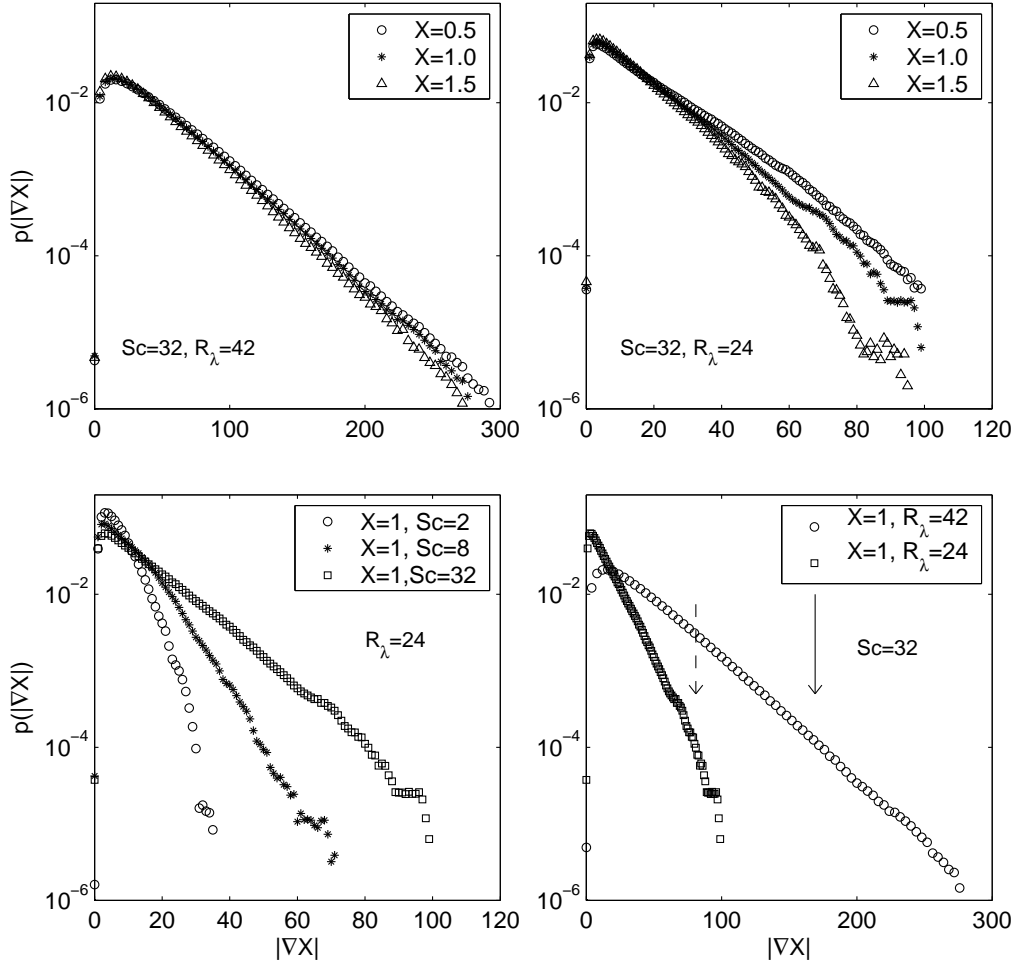 X=0.5
X=1.0
X=1.5
10^−2
10^−4
10^−6
p(|∇X|)
Sc=32, R_λ=42
0 100 200 300
X=0.5
X=1.0
X=1.5
10^−2
10^−4
10^−6
Sc=32, R_λ=24
0 20 40 60 80 100 120
X=1, Sc=2
X=1, Sc=8
X=1,Sc=32
10^−2
10^−4
10^−6
p(|∇X|)
R_λ=24
0 20 40 60 80 100 120
|∇X|
X=1, R_λ=42
X=1, R_λ=24
10^−2
10^−4
10^−6
Sc=32
0 100 200 300
|∇X|